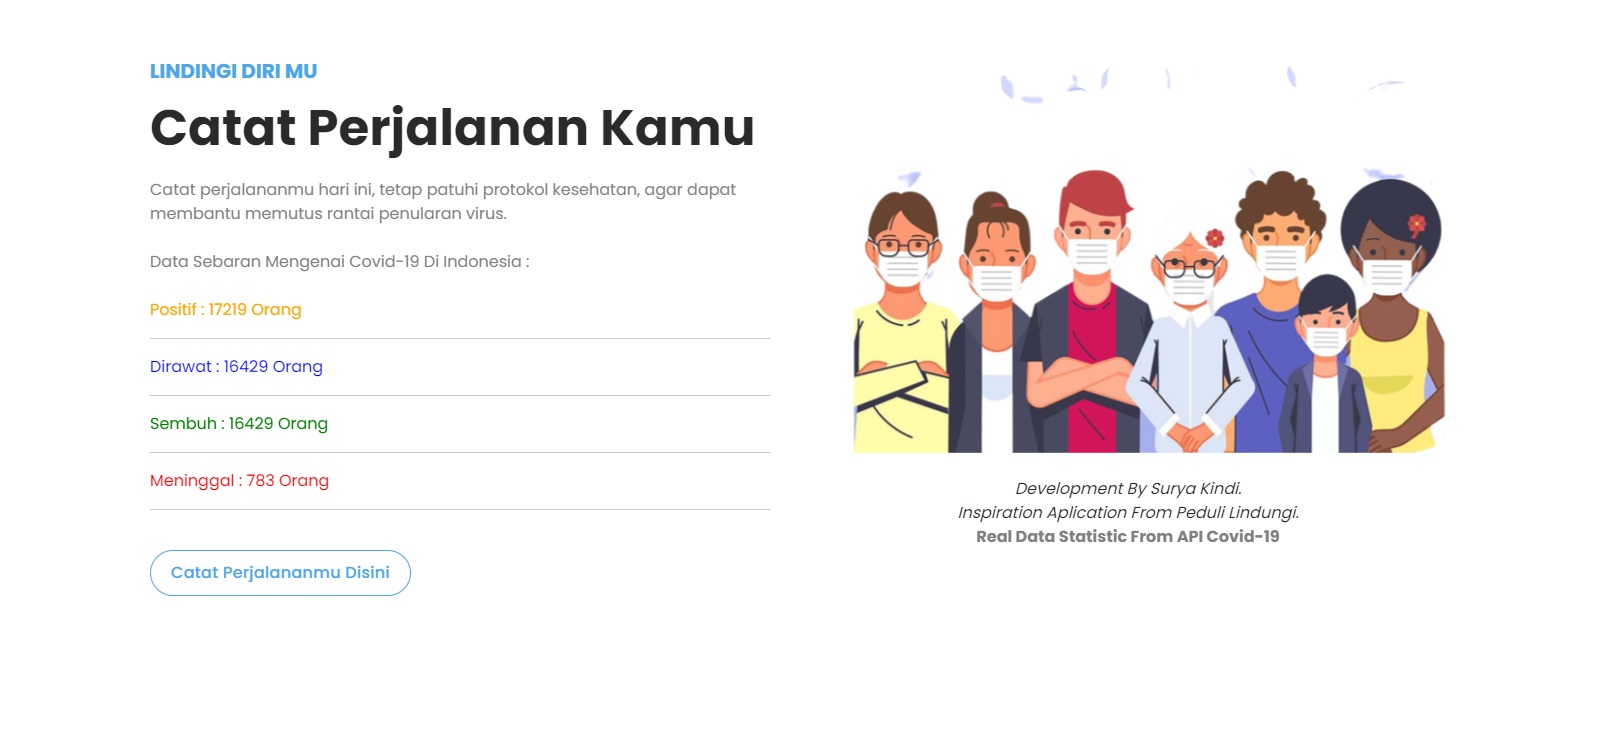 LINDINGI DIRI MU
Catat Perjalanan Kamu
Catat perjalananmu hari ini, tetap patuhi protokol kesehatan, agar dapat
membantu memutus rantai penularan virus.
Data Sebaran Mengenai Covid-19 Di Indonesia :
Positif : 17219 Orang
Dirawat : 16429 Orang
Sembuh : 16429 Orang
Meninggal : 783 Orang
Catat Perjalananmu Disini
Development By Surya Kindi.
Inspiration Aplication From Peduli Lindungi.
Real Data Statistic From API Covid-19